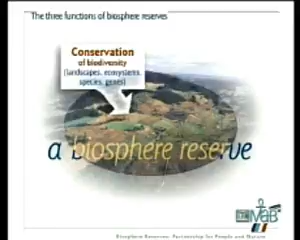 The three functions of biosphere reserves
Conservation
of biodiversity
(landscapes, ecosystems,
species, genes)
a biosphere reserve
MaB
Biosphere Reserves: Partnership for People and Nature